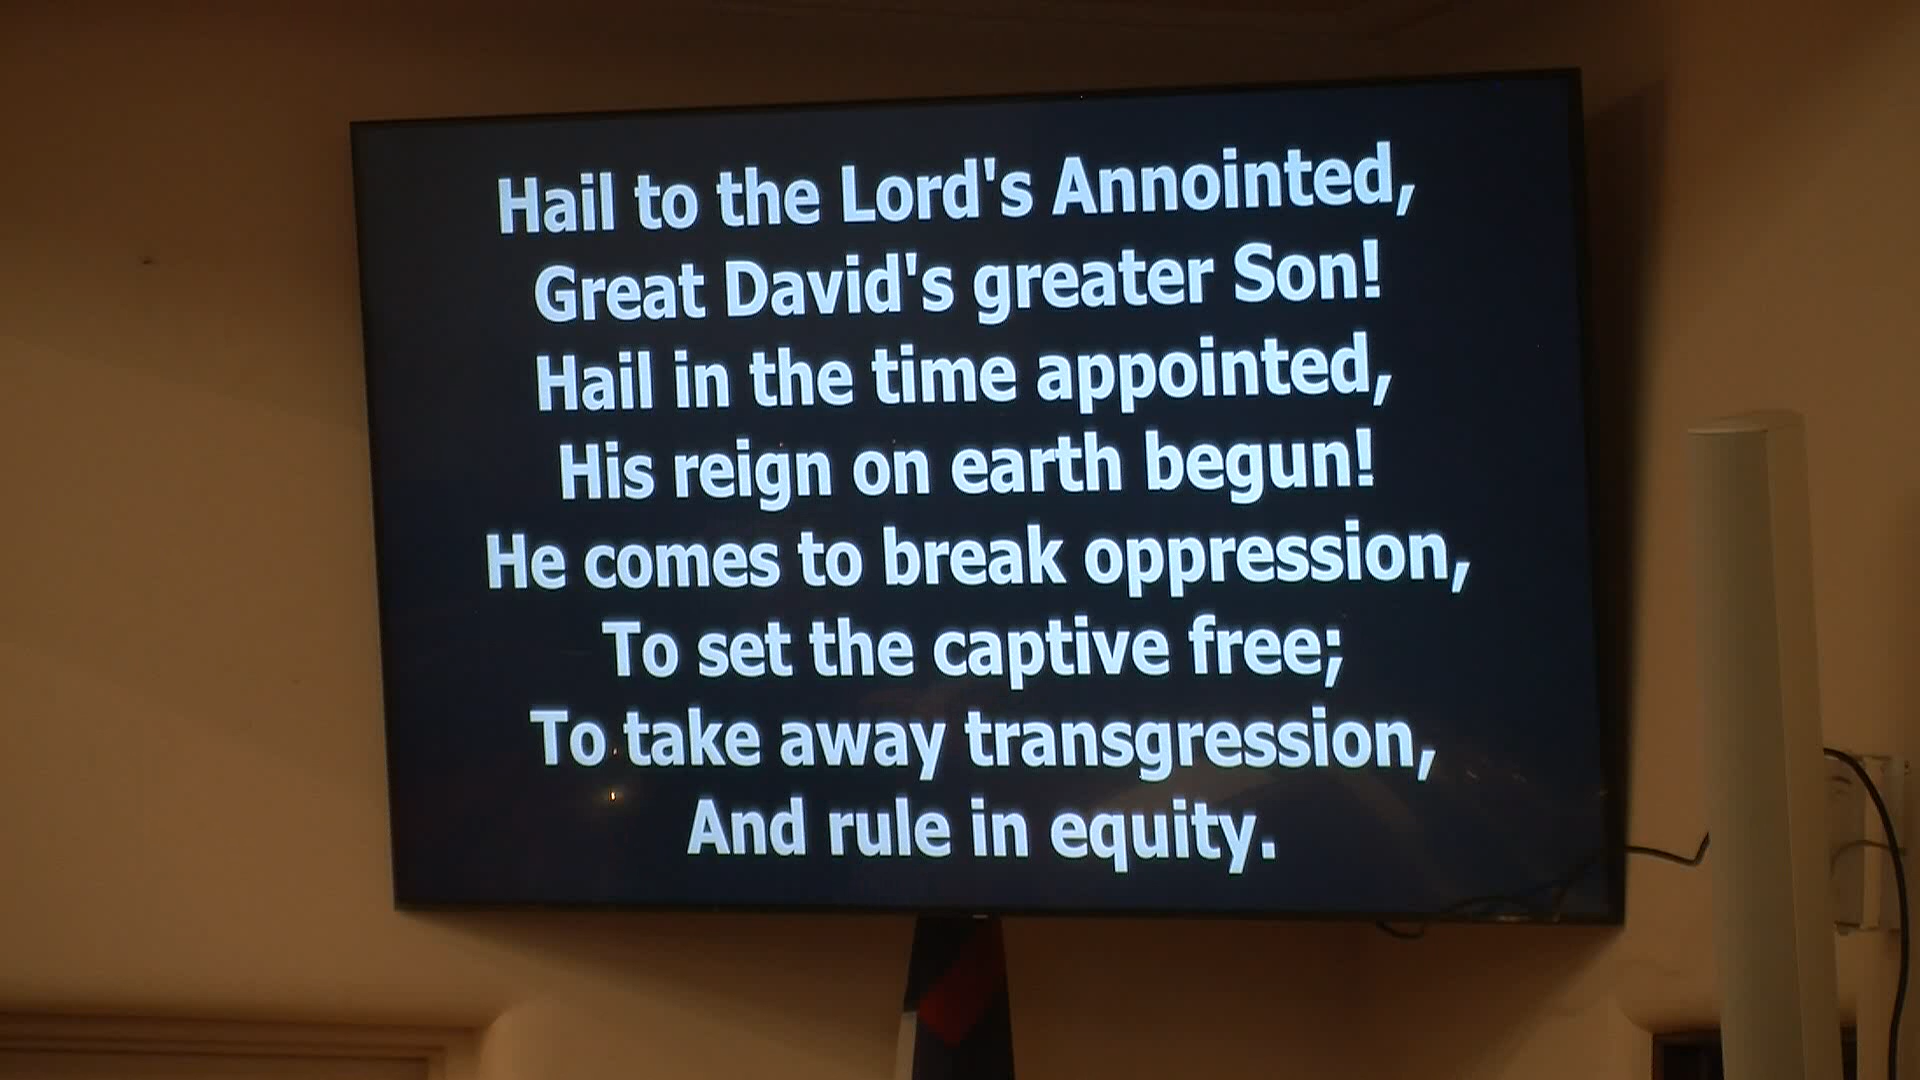 Hail to the Lord's Annointed,
Great David's greater Son!
Hail in the time appointed,
His reign on earth begun!
He comes to break oppression,
To set the captive free;
To take away transgression,
And rule in equity.